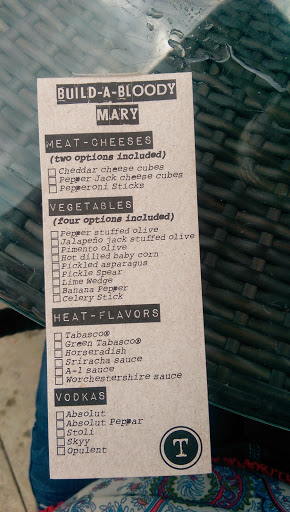 BUILD-A-BLOODY
MARY
MEAT-CHEESES
(two options included)
Cheddar cheese cubes
Pepper Jack cheese cubes
Pepperoni Sticks
VEGETABLES
(four options included)
Pepper stuffed olive
Jalapeño jack stuffed olive
Pimento olive
Hot dilled baby corn
Pickled asparagus
Pickle Spear
Lime Wedge
Banana Pepper
Celery Stick
HEAT-FLAVORS
Tabasco®
Green Tabasco®
Horseradish
Sriracha sauce
A-1 sauce
Worchestershire sauce
VODKAS
Absolut
Absolut Peppar
Stoli
Skyy
Opulent
T